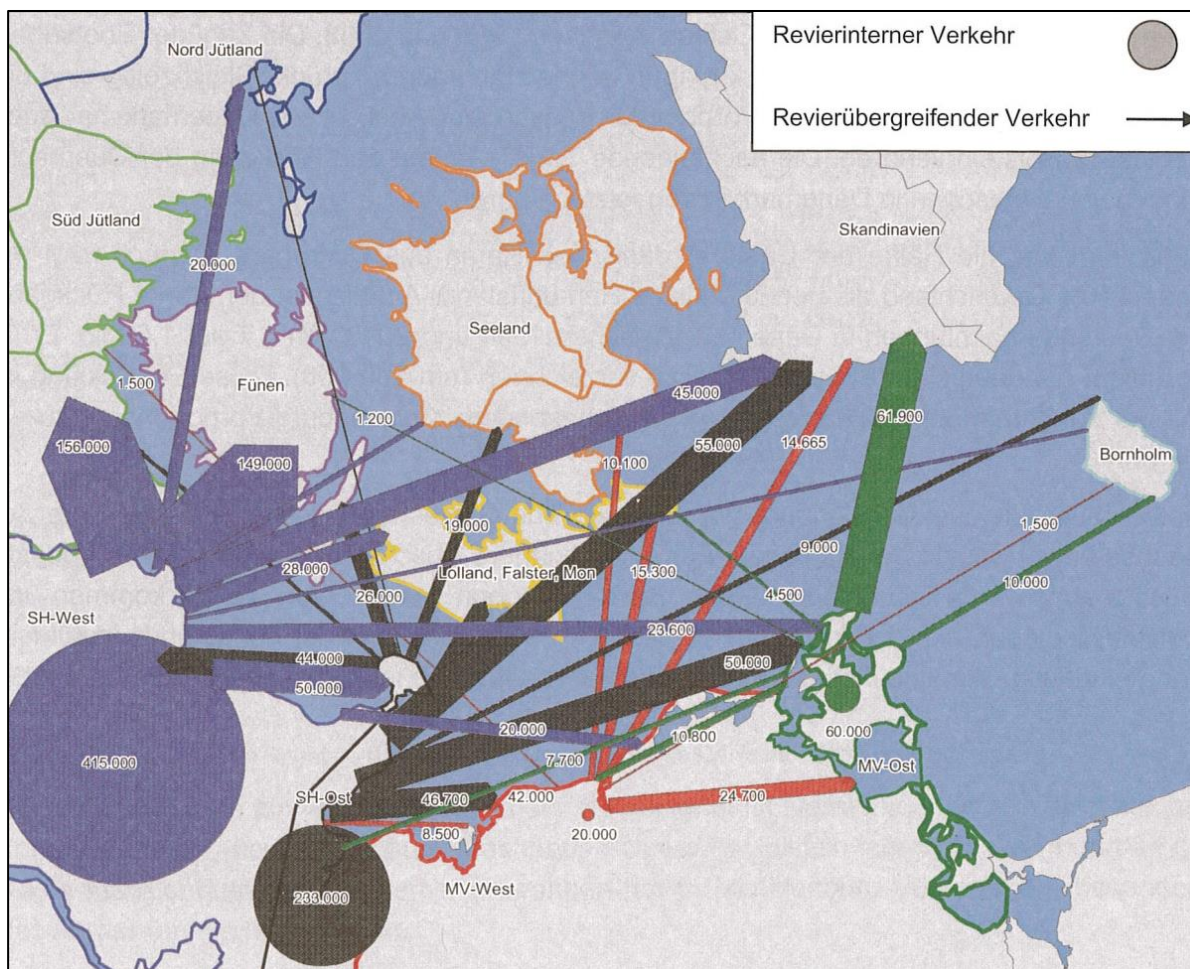 Revierinterner Verkehr
Revierübergreifender Verkehr
Nord Jütland
Süd Jütland
20.000
Skandinavien
Seeland
Fünen
1.500
1.200
45.000
55.000
14.665
61.900
156.000
149.000
10.100
Bornholm
19.000
1.500
9.000
28.000
Lolland, Falster, Mon
15.300
10.000
26.000
4.500
SH-West
23.600
44.000
50.000
50.000
20.000
10.800
60.000
7.700
MV-Ost
415.000
SH-Ost
46.700
42.000
24.700
8.500
20.000
MV-West
233.000